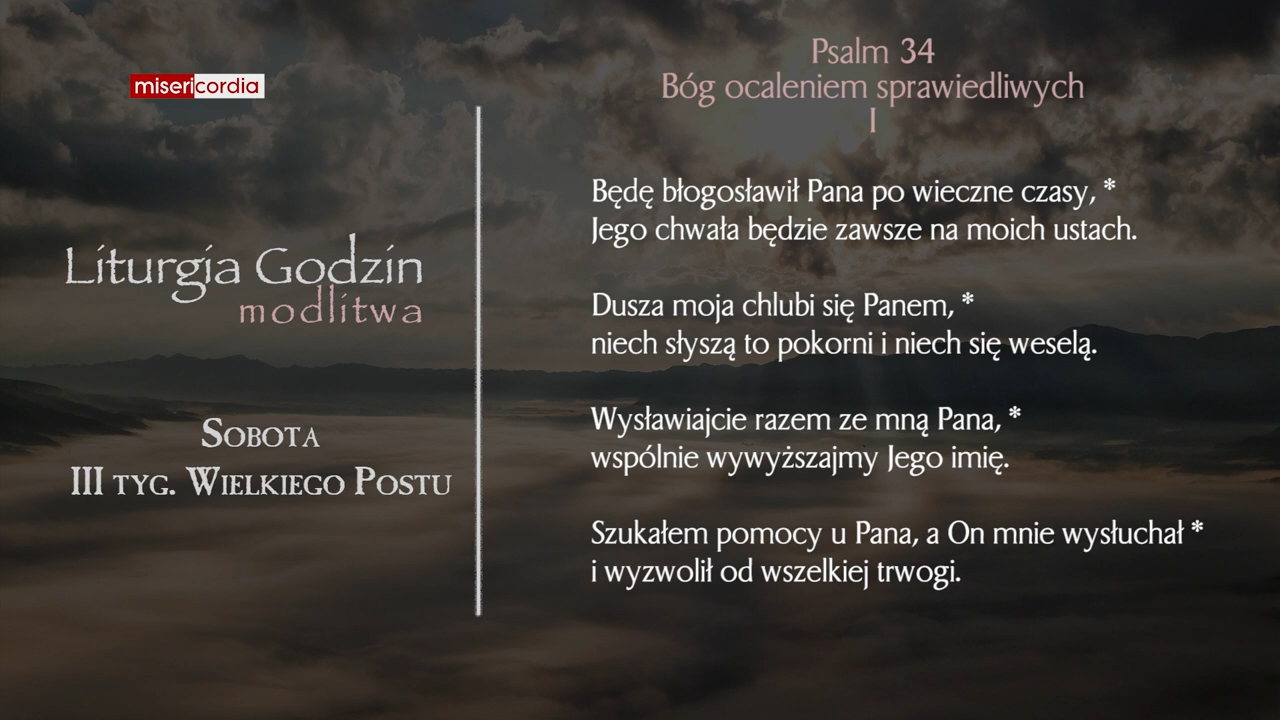 misericordia
Liturgia Godzin
modlitwa
Sobota
III tyg. Wielkiego Postu
Psalm 34
Bóg ocaleniem sprawiedliwych
I
Będę błogosławił Pana po wieczne czasy, *
Jego chwała będzie zawsze na moich ustach.
Dusza moja chlubi się Panem, *
niech słyszą to pokorni i niech się weselą.
Wysławiajcie razem ze mną Pana, *
wspólnie wywyższajmy Jego imię.
Szukałem pomocy u Pana, a On mnie wysłuchał *
i wyzwolił od wszelkiej trwogi.